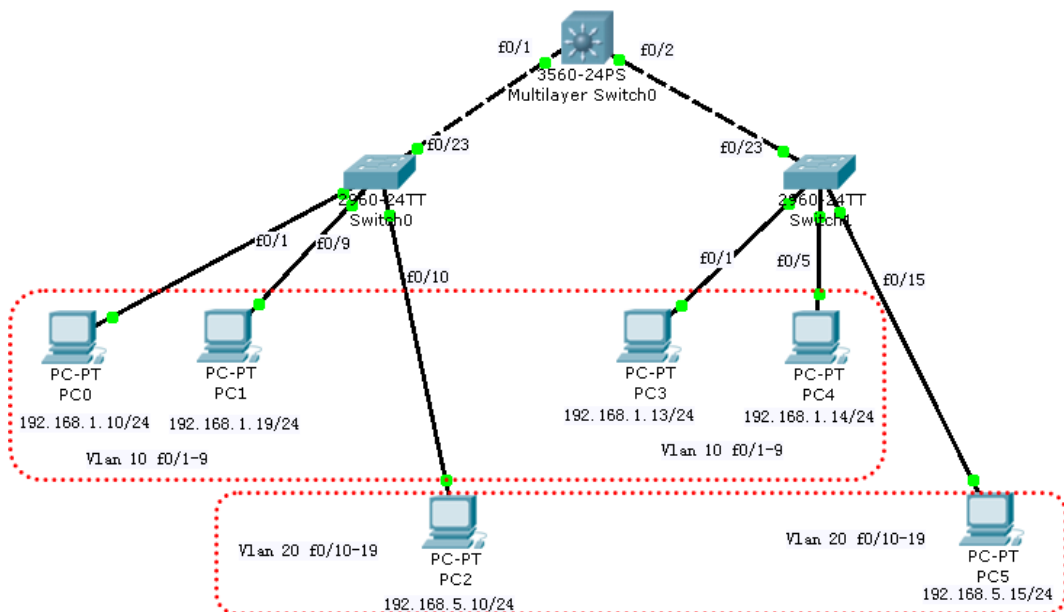 f0/1
f0/2
3560-24PS
Multilayer Switch0
f0/23
f0/23
2960-24TT
Switch0
2960-24TT
Switch1
f0/1
f0/9
f0/10
f0/1
f0/5
f0/15
PC-PT
PC0
PC-PT
PC1
PC-PT
PC3
PC-PT
PC4
192.168.1.10/24
192.168.1.19/24
192.168.1.13/24
192.168.1.14/24
Vlan 10 f0/1-9
Vlan 10 f0/1-9
Vlan 20 f0/10-19
PC-PT
PC2
192.168.5.10/24
Vlan 20 f0/10-19
PC-PT
PC5
192.168.5.15/24